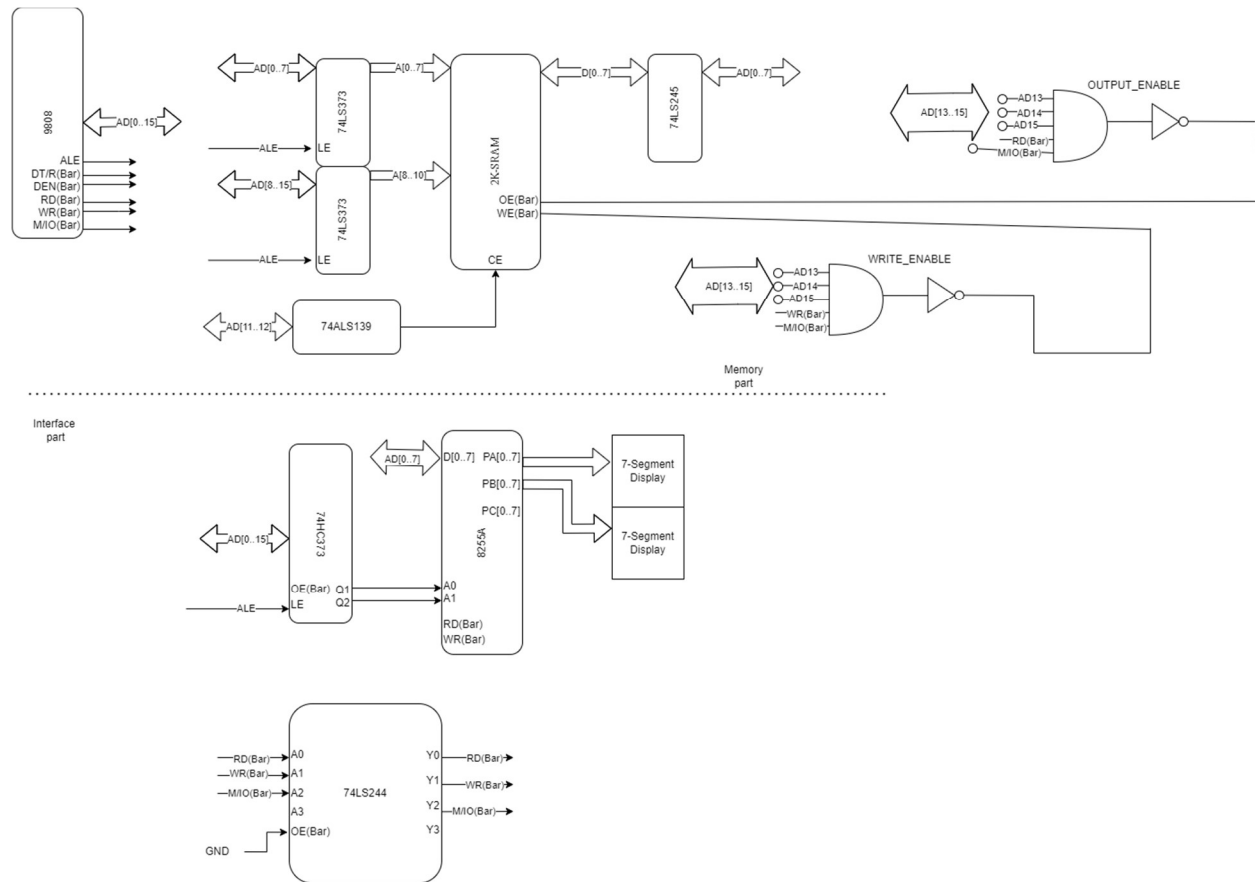 8086
AD[0..15]
ALE
DT/R(Bar)
DEN(Bar)
RD(Bar)
WR(Bar)
M/IO(Bar)
AD[0..7]
74LS373
A[0..7]
ALE
LE
AD[8..15]
74LS373
A[8..10]
ALE
LE
2K-SRAM
OE(Bar)
WE(Bar)
CE
D[0..7]
74LS245
AD[0..7]
AD[11..12]
74ALS139
OUTPUT_ENABLE
AD[13..15]
AD13
AD14
AD15
RD(Bar)
M/IO(Bar)
WRITE_ENABLE
AD[13..15]
AD13
AD14
AD15
WR(Bar)
M/IO(Bar)
Memory
part
Interface
part
AD[0..15]
74HC373
OE(Bar)
Q1
LE
Q2
ALE
AD[0..7]
D[0..7]
PA[0..7]
PB[0..7]
PC[0..7]
8255A
A0
A1
RD(Bar)
WR(Bar)
7-Segment
Display
7-Segment
Display
RD(Bar)
A0
Y0
RD(Bar)
WR(Bar)
A1
Y1
WR(Bar)
M/IO(Bar)
A2
Y2
M/IO(Bar)
A3
Y3
74LS244
OE(Bar)
GND